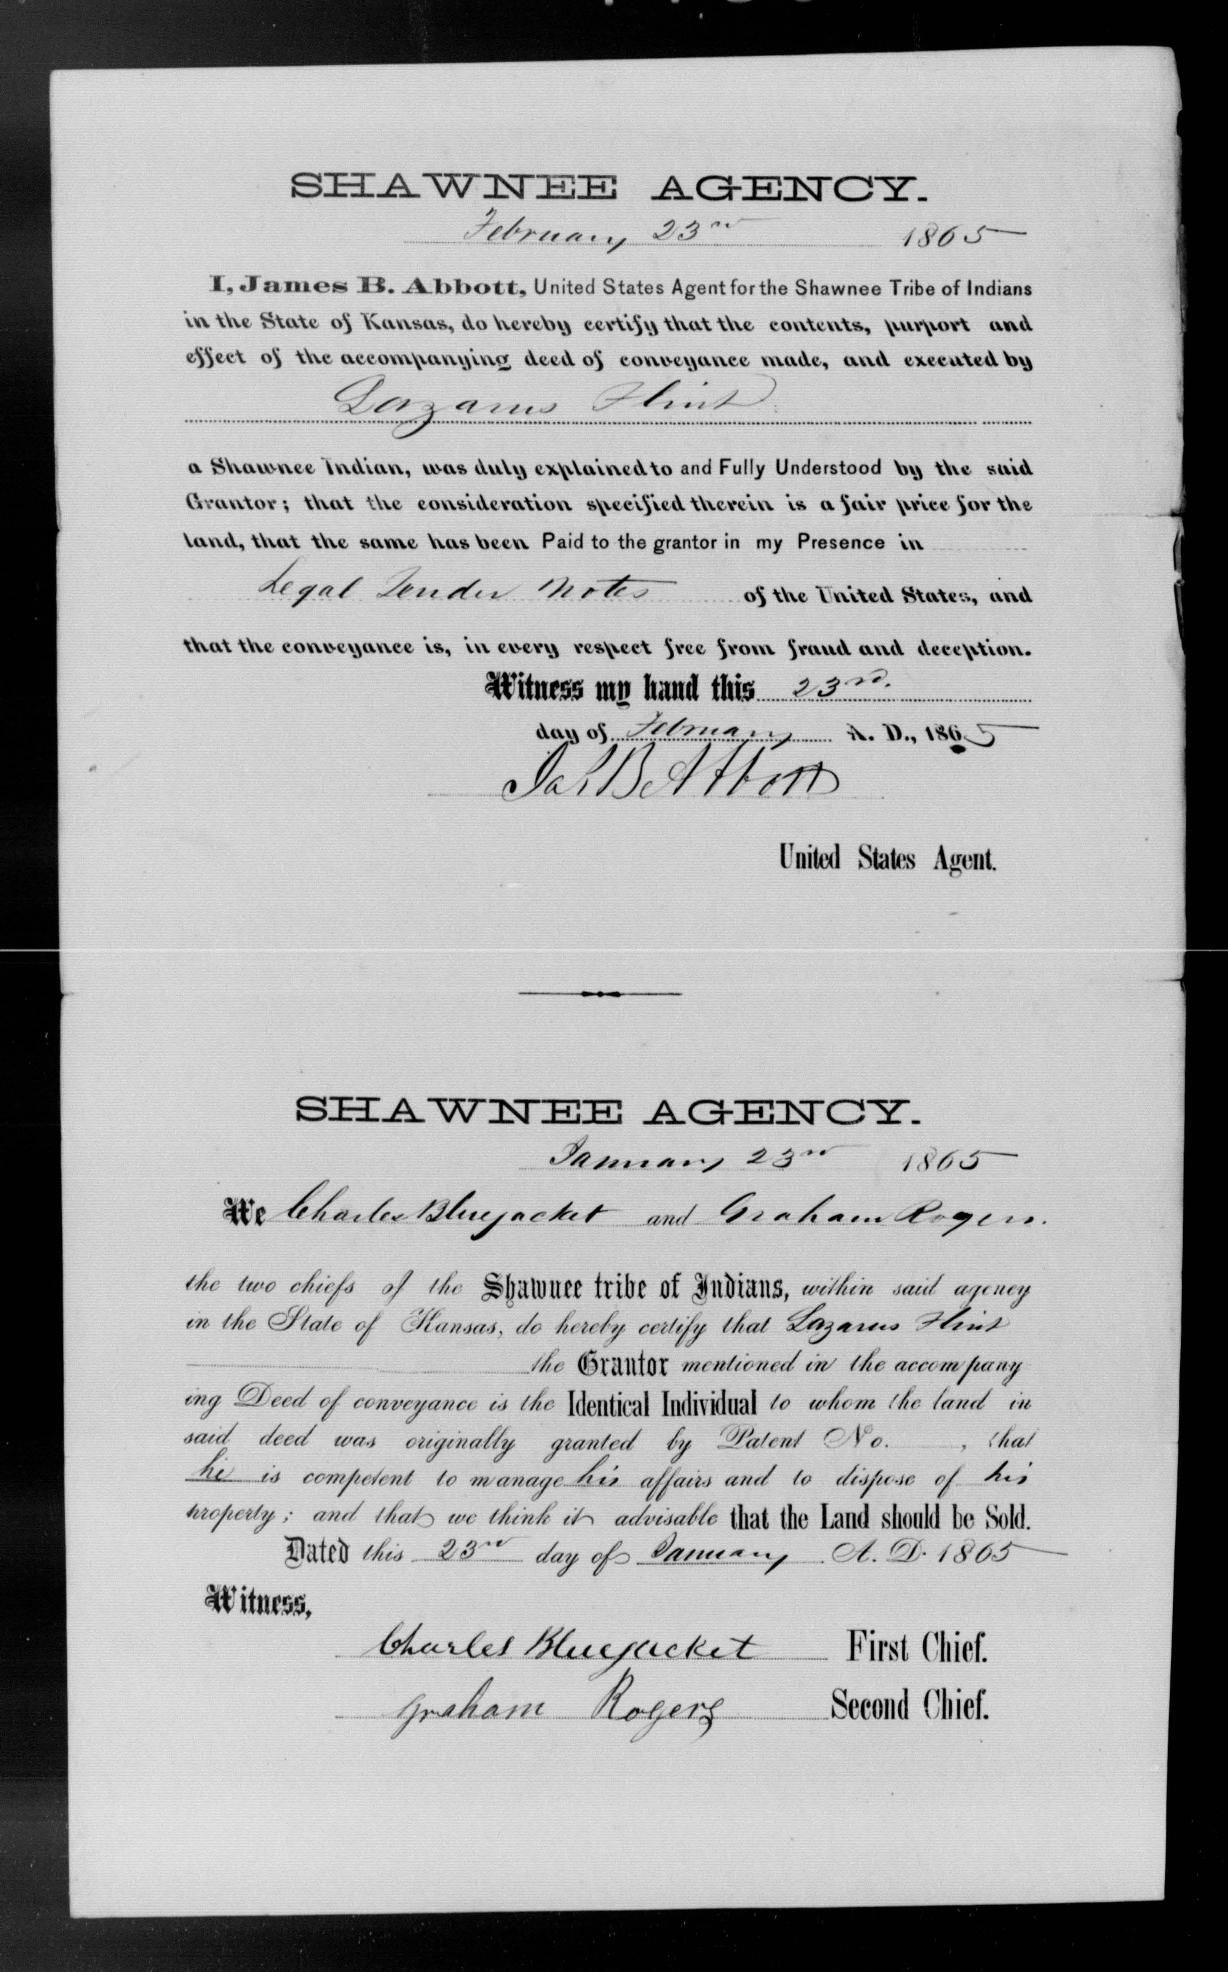 SHAWNEE AGENCY.
February 23rd 1865
I, James B. Abbott, United States Agent for the Shawnee Tribe of Indians
in the State of Kansas, do hereby certify that the contents, purport and
effect of the accompanying deed of conveyance made, and executed by
Lazarus Flint
a Shawnee Indian, was duly explained to and Fully Understood by the said
Grantor; that the consideration specified therein is a fair price for the
land, that the same has been Paid to the grantor in my Presence in
Legal Tender Notes of the United States, and
that the conveyance is, in every respect free from fraud and deception.
Witness my hand this 23rd.
day of February A. D., 1865
Jas B Abbott
United States Agent.
SHAWNEE AGENCY.
January 23rd 1865
We Charles Bluejacket and Graham Rogers.
the two chiefs of the Shawnee tribe of Indians, within said agency
in the State of Kansas, do hereby certify that Lazarus Flint
the Grantor mentioned in the accompany
ing Deed of conveyance is the Identical Individual to whom the land in
said deed was originally granted by Patent No. , that
he is competent to manage his affairs and to dispose of his
property; and that we think it advisable that the Land should be Sold.
Dated this 23rd day of January A. D. 1865
Witness,
Charles Bluejacket First Chief.
Graham Rogers Second Chief.